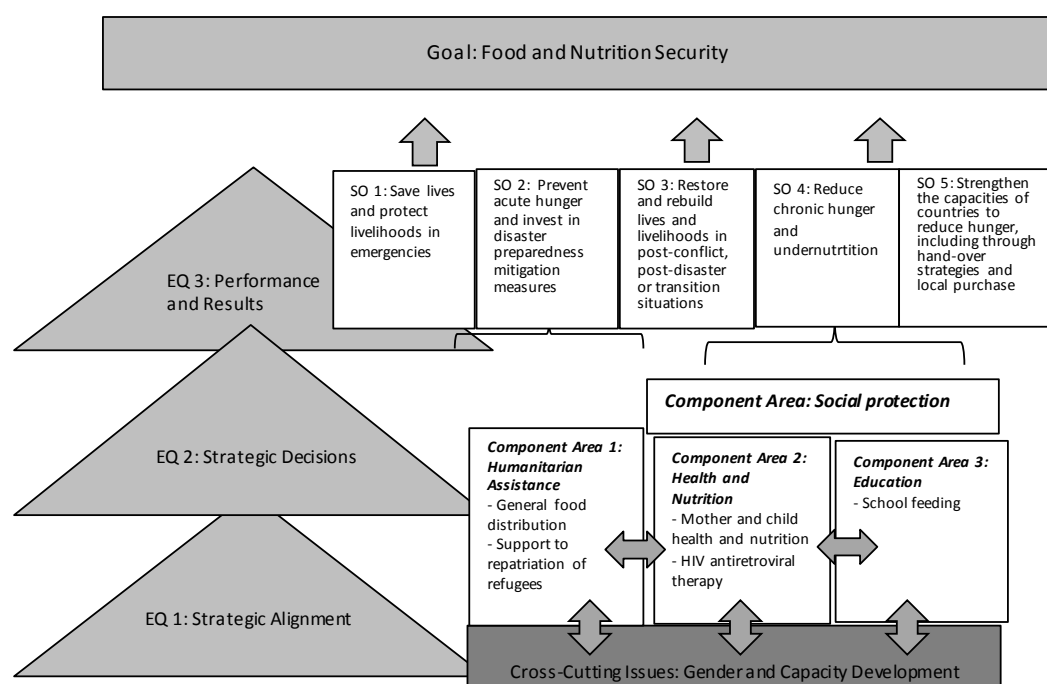 Goal: Food and Nutrition Security
SO 1: Save lives
and protect
livelihoods in
emergencies
SO 2: Prevent
acute hunger
and invest in
disaster
preparedness
mitigation
measures
SO 3: Restore
and rebuild
lives and
livelihoods in
post-conflict,
post-disaster
or transition
situations
SO 4: Reduce
chronic hunger
and
undernutrtition
SO 5: Strengthen
the capacities of
countries to
reduce hunger,
including through
hand-over
strategies and
local purchase
EQ 3: Performance
and Results
Component Area: Social protection
EQ 2: Strategic Decisions
Component Area 1:
Humanitarian
Assistance
- General food
distribution
- Support to
repatriation of
refugees
Component Area 2:
Health and
Nutrition
- Mother and child
health and nutrition
- HIV antiretroviral
therapy
Component Area 3:
Education
- School feeding
EQ 1: Strategic Alignment
Cross-Cutting Issues: Gender and Capacity Development